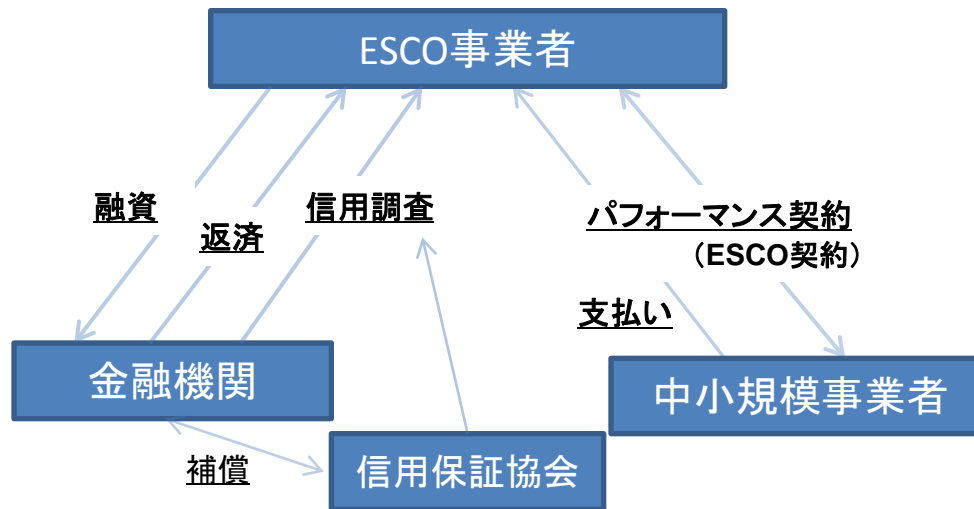 ESCO事業者
融資
返済
信用調査
パフォーマンス契約
（ESCO契約）
支払い
金融機関
中小規模事業者
補償
信用保証協会